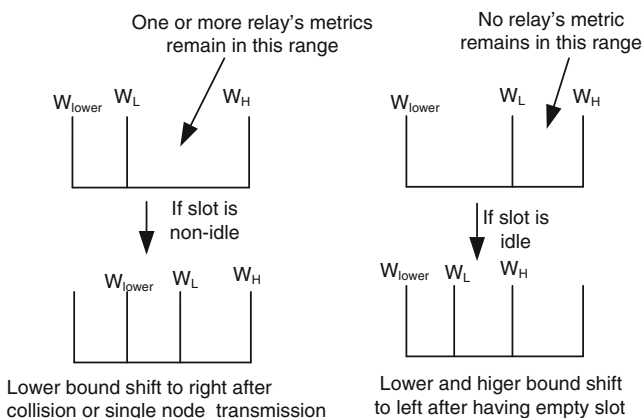 One or more relay's metrics
remain in this range
W_lower W_L W_H
If slot is
non-idle
W_lower W_L W_H
Lower bound shift to right after
collision or single node transmission
No relay's metric
remains in this range
W_lower W_L W_H
If slot is
idle
W_lower W_L W_H
Lower and higer bound shift
to left after having empty slot